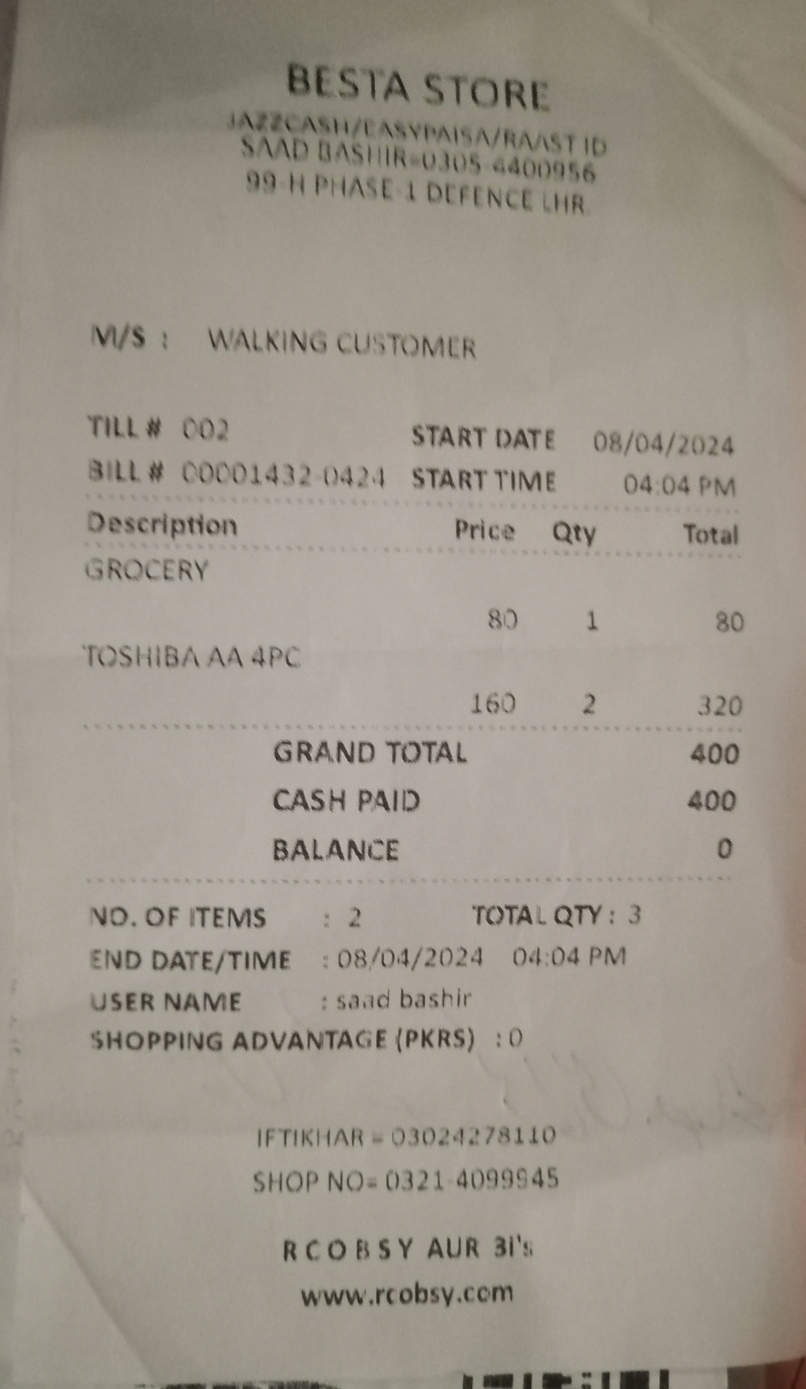 BESTA STORE
JAZZCASH/EASYPAISA/RAAST ID
SAAD BASHIR=0305-4400956
99-H PHASE-1 DEFENCE LHR
M/S : WALKING CUSTOMER
TILL # 002 START DATE 08/04/2024
BILL # 00001432-0424 START TIME 04:04 PM
Description Price Qty Total
GROCERY
80 1 80
TOSHIBA AA 4PC
160 2 320
GRAND TOTAL 400
CASH PAID 400
BALANCE 0
NO. OF ITEMS : 2 TOTAL QTY : 3
END DATE/TIME : 08/04/2024 04:04 PM
USER NAME : saad bashir
SHOPPING ADVANTAGE (PKRS) : 0
IFTIKHAR = 03024278110
SHOP NO= 0321-4099945
RCOBSY AUR 3I's
www.rcobsy.com